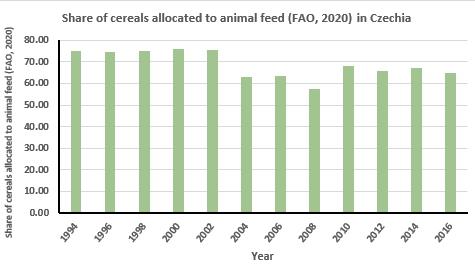 Share of cereals allocated to animal feed (FAO, 2020) in Czechia
Share of cereals allocated to animal feed (FAO, 2020)
80.00
70.00
60.00
50.00
40.00
30.00
20.00
10.00
0.00
1994 1996 1998 2000 2002 2004 2006 2008 2010 2012 2014 2016
Year